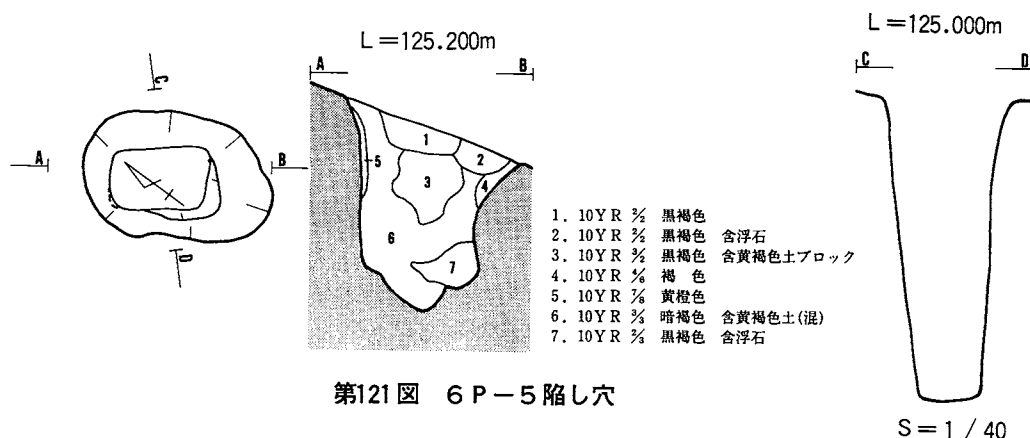 L=125.200m
L=125.000m
A
B
C
D
A
B
C
D
1
2
3
4
5
6
7
1. 10YR 2/2 黒褐色
2. 10YR 2/2 黒褐色 含浮石
3. 10YR 黒褐色 含黄褐色土ブロック
4. 10YR 4/6 褐 色
5. 10YR 7/8 黄橙色
6. 10YR 3/3 暗褐色 含黄褐色土(混)
7. 10YR 2/3 黒褐色 含浮石
第121図 6P-5陥し穴
S=1/40